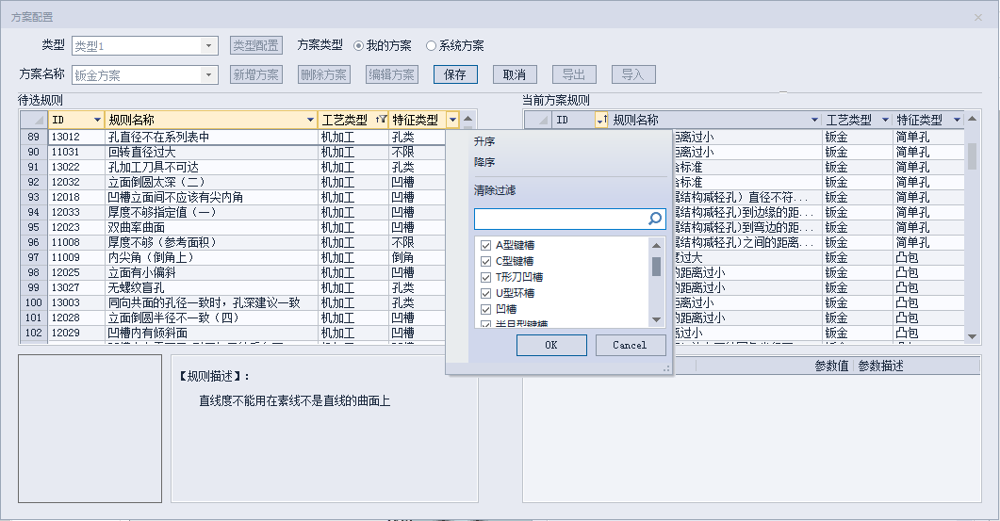 方案配置
类型 类型1 类型配置 方案类型 我的方案 系统方案
方案名称 钣金方案 新增方案 删除方案 编辑方案 保存 取消 导出 导入
待选规则
ID 规则名称 工艺类型 特征类型
89 13012 孔直径不在系列表中 机加工 孔类
90 11031 回转直径过大 机加工 不限
91 13022 孔加工刀具不可达 机加工 孔类
92 12032 立面倒圆太深（二） 机加工 凹槽
93 12018 凹槽立面间不应该有尖内角 机加工 凹槽
94 12033 厚度不够指定值（一） 机加工 凹槽
95 12023 双曲率曲面 机加工 凹槽
96 11008 厚度不够（参考面积） 机加工 不限
97 11009 内尖角（倒角上） 机加工 倒角
98 12025 立面有小偏斜 机加工 凹槽
99 13027 无螺纹盲孔 机加工 孔类
100 13003 同向共面的孔径一致时，孔深建议一致 机加工 孔类
101 12028 立面倒圆半径不一致（四） 机加工 凹槽
102 12029 凹槽内有倾斜面 机加工 凹槽
升序
降序
清除过滤
A型键槽
C型键槽
T形刀凹槽
U型环槽
凹槽
半月型键槽
OK Cancel
当前方案规则
ID 规则名称 工艺类型 特征类型
距离过小 钣金 简单孔
距离过小 钣金 简单孔
合标准 钣金 简单孔
合标准 钣金 简单孔
属结构减轻孔）直径不符... 钣金 简单孔
属结构减轻孔)到边缘的距... 钣金 简单孔
属结构减轻孔)到弯边的距... 钣金 简单孔
属结构减轻孔)之间的距离... 钣金 简单孔
度过大 钣金 凸包
的距离过小 钣金 凸包
距离过小 钣金 凸包
距离过小 钣金 凸包
的距离过小 钣金 凸包
过小 钣金 凸包
【规则描述】：
直线度不能用在素线不是直线的曲面上
参数值 参数描述